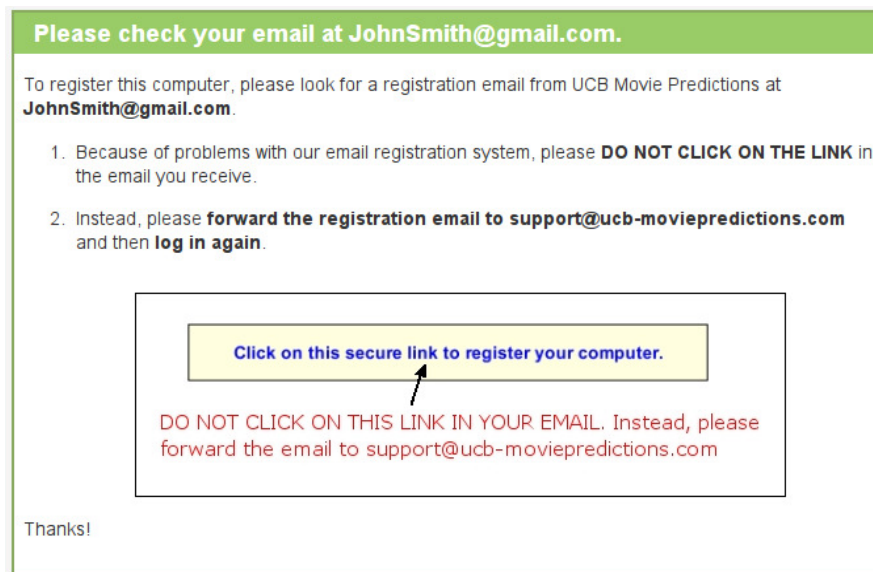 Please check your email at JohnSmith@gmail.com.
To register this computer, please look for a registration email from UCB Movie Predictions at
JohnSmith@gmail.com.
1. Because of problems with our email registration system, please DO NOT CLICK ON THE LINK in
the email you receive.
2. Instead, please forward the registration email to support@ucb-moviepredictions.com
and then log in again.
Click on this secure link to register your computer.
DO NOT CLICK ON THIS LINK IN YOUR EMAIL. Instead, please
forward the email to support@ucb-moviepredictions.com
Thanks!